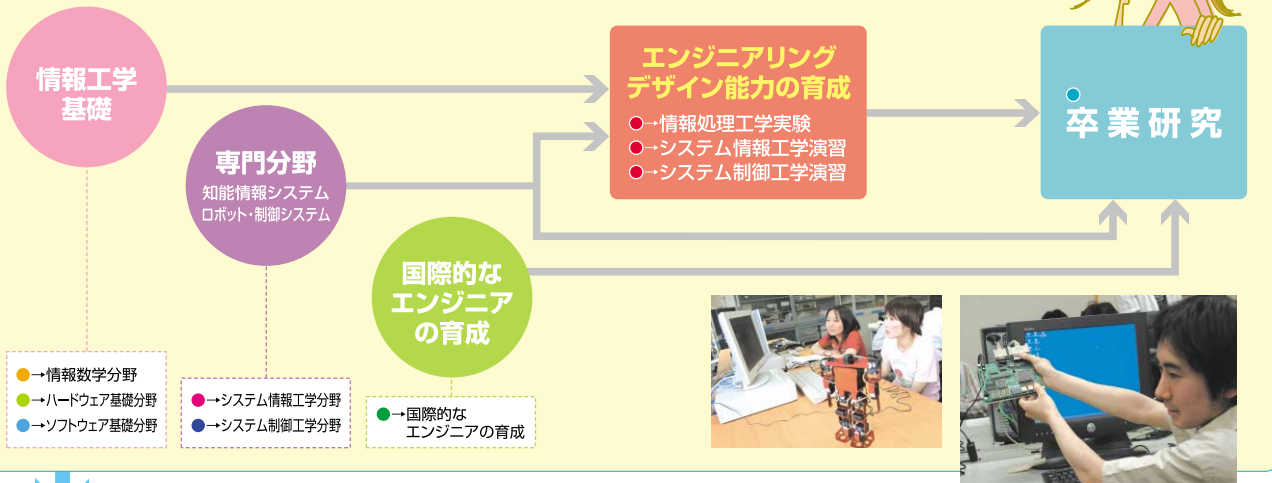 情報工学
基礎
専門分野
知能情報システム
ロボット・制御システム
国際的な
エンジニア
の育成
エンジニアリング
デザイン能力の育成
→情報処理工学実験
→システム情報工学演習
→システム制御工学演習
卒業研究
→情報数学分野
→ハードウェア基礎分野
→ソフトウェア基礎分野
→システム情報工学分野
→システム制御工学分野
→国際的な
エンジニアの育成